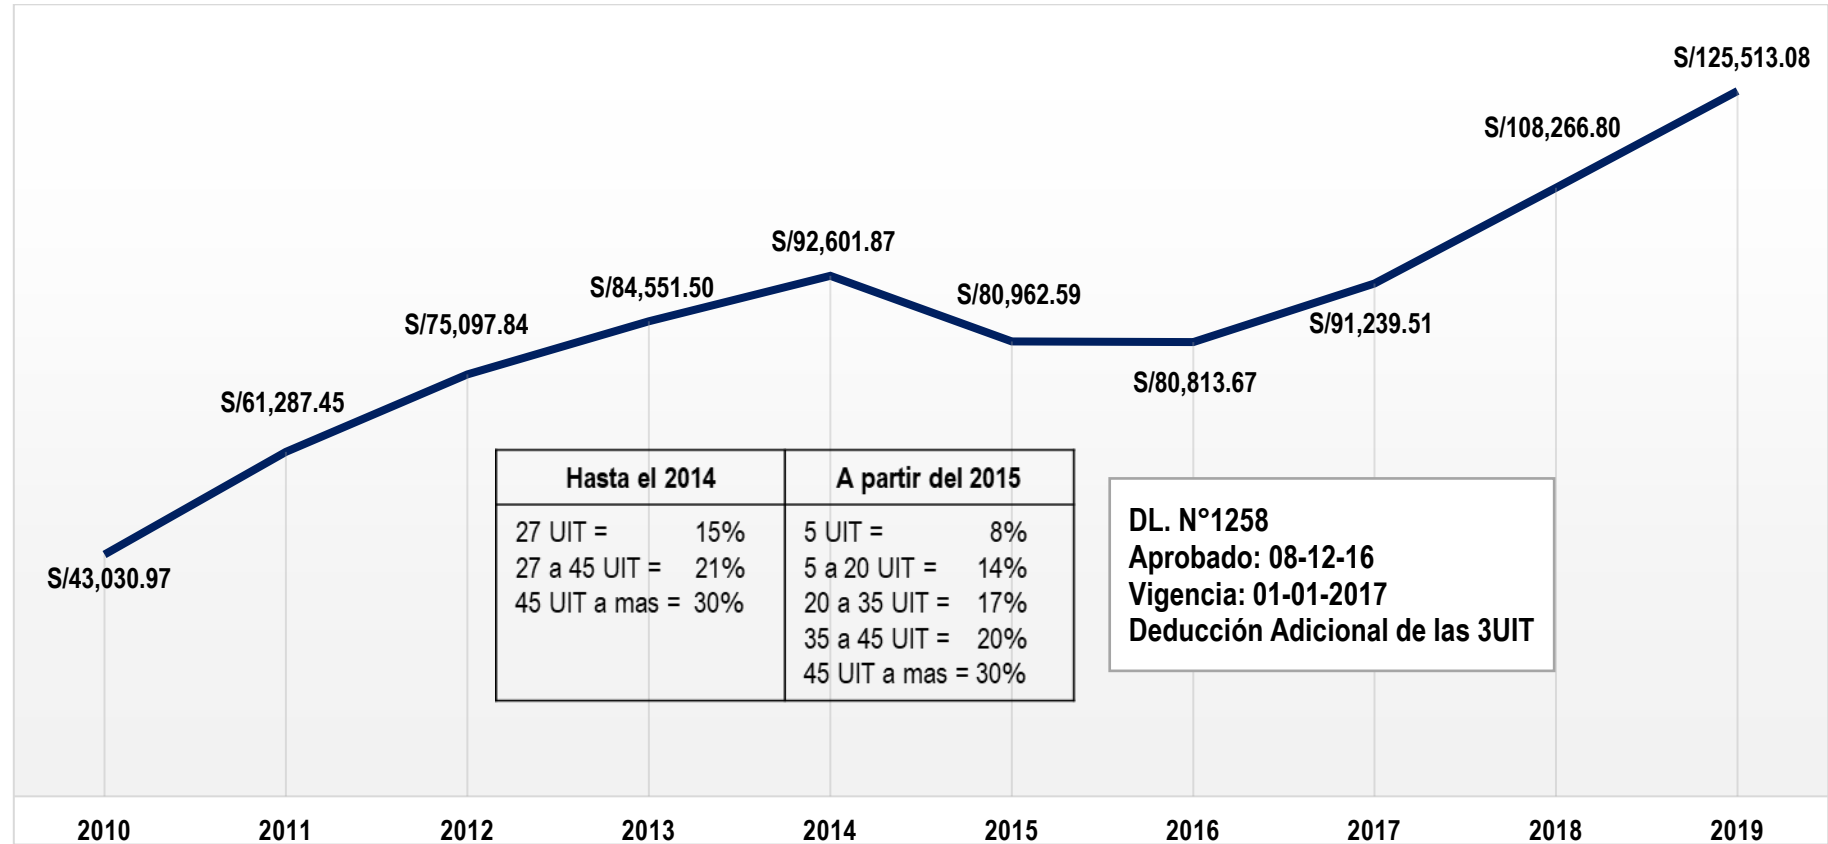 S/125,513.08
S/108,266.80
S/92,601.87
S/84,551.50
S/80,962.59
S/75,097.84
S/91,239.51
S/80,813.67
S/61,287.45
S/43,030.97
Hasta el 2014
27 UIT = 15%
27 a 45 UIT = 21%
45 UIT a mas = 30%
A partir del 2015
5 UIT = 8%
5 a 20 UIT = 14%
20 a 35 UIT = 17%
35 a 45 UIT = 20%
45 UIT a mas = 30%
DL. N°1258
Aprobado: 08-12-16
Vigencia: 01-01-2017
Deducción Adicional de las 3UIT
2010 2011 2012 2013 2014 2015 2016 2017 2018 2019